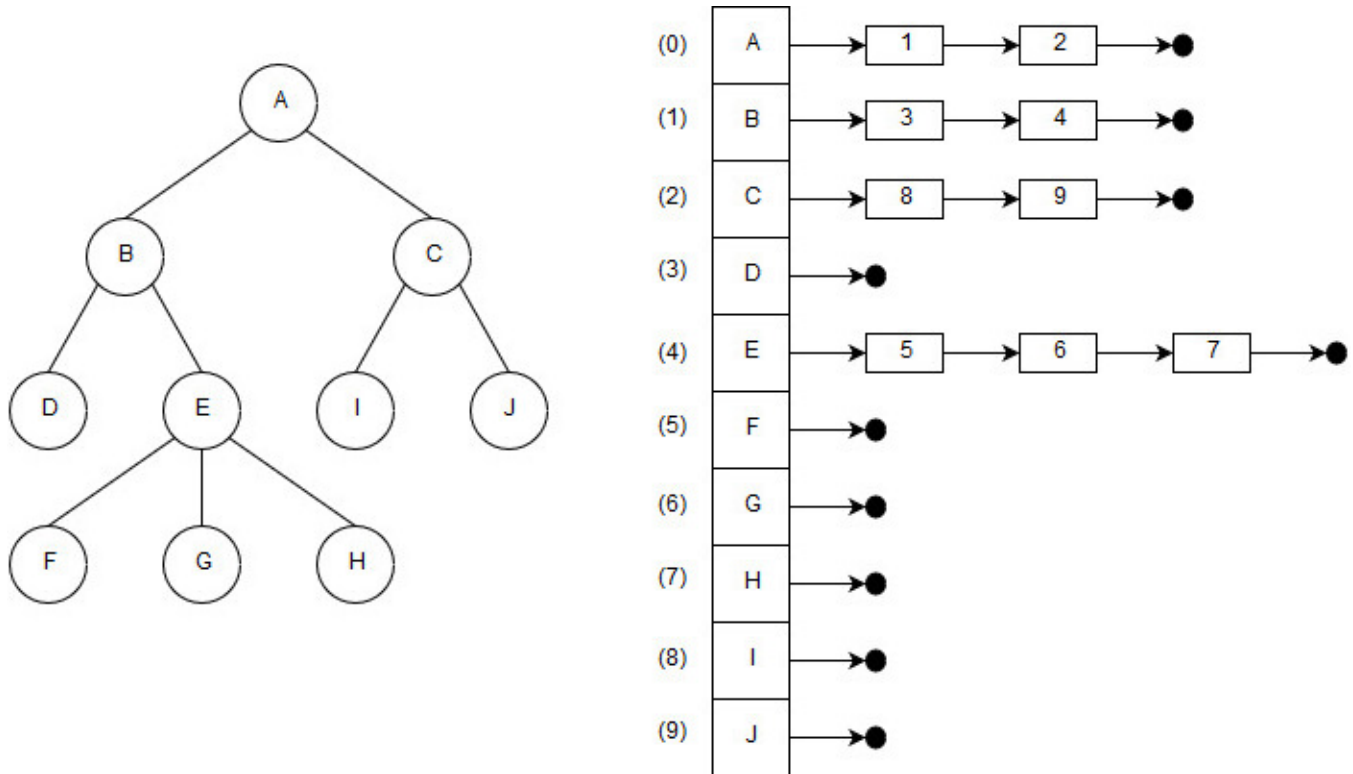 A
B C
D E I J
F G H
(0) A 1 2
(1) B 3 4
(2) C 8 9
(3) D
(4) E 5 6 7
(5) F
(6) G
(7) H
(8) I
(9) J